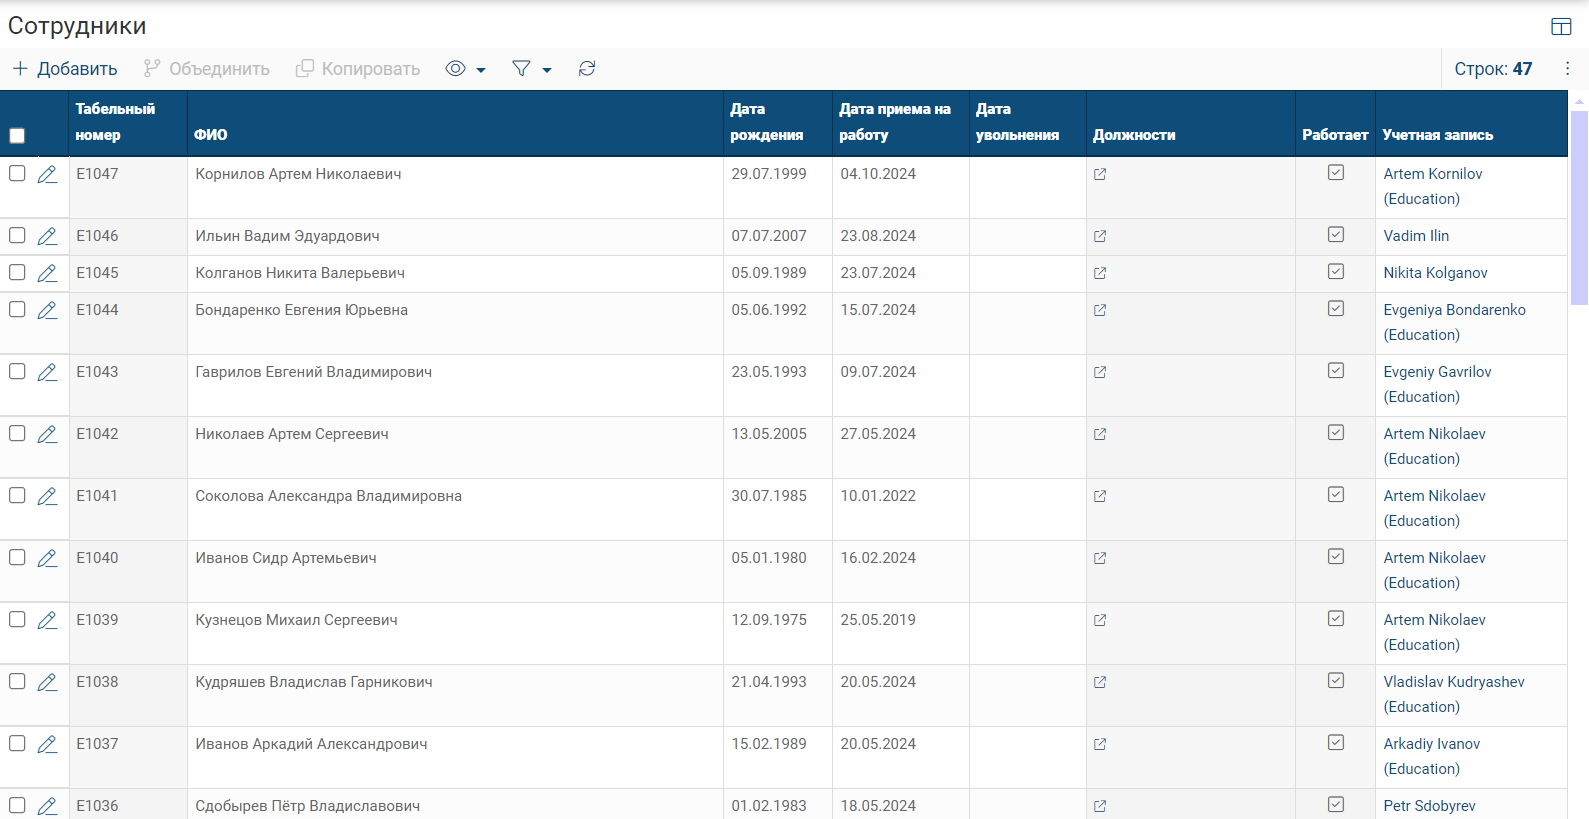 Сотрудники
Добавить Объединить Копировать Строк: 47
Табельный номер ФИО Дата рождения Дата приема на работу Дата увольнения Должности Работает Учетная запись
E1047 Корнилов Артем Николаевич 29.07.1999 04.10.2024 Artem Kornilov
(Education)
E1046 Ильин Вадим Эдуардович 07.07.2007 23.08.2024 Vadim Ilin
E1045 Колганов Никита Валерьевич 05.09.1989 23.07.2024 Nikita Kolganov
E1044 Бондаренко Евгения Юрьевна 05.06.1992 15.07.2024 Evgeniya Bondarenko
(Education)
E1043 Гаврилов Евгений Владимирович 23.05.1993 09.07.2024 Evgeniy Gavrilov
(Education)
E1042 Николаев Артем Сергеевич 13.05.2005 27.05.2024 Artem Nikolaev
(Education)
E1041 Соколова Александра Владимировна 30.07.1985 10.01.2022 Artem Nikolaev
(Education)
E1040 Иванов Сидр Артемьевич 05.01.1980 16.02.2024 Artem Nikolaev
(Education)
E1039 Кузнецов Михаил Сергеевич 12.09.1975 25.05.2019 Artem Nikolaev
(Education)
E1038 Кудряшев Владислав Гарникович 21.04.1993 20.05.2024 Vladislav Kudryashev
(Education)
E1037 Иванов Аркадий Александрович 15.02.1989 20.05.2024 Arkadiy Ivanov
(Education)
E1036 Сдобырев Пётр Владиславович 01.02.1983 18.05.2024 Petr Sdobyrev